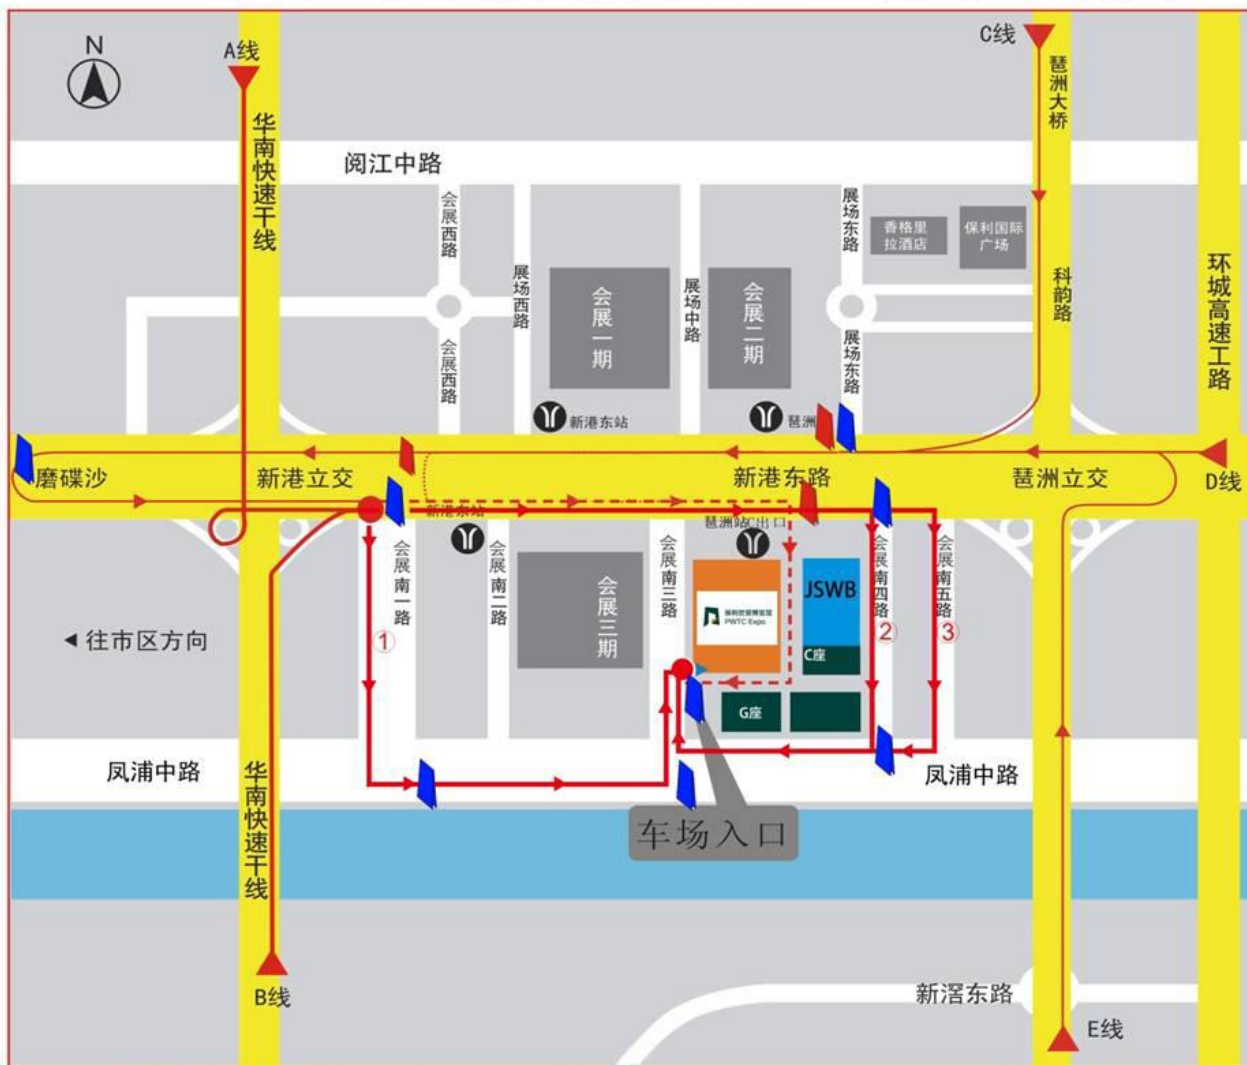 N
A线
C线
琶洲大桥
华南快速干线
阅江中路
会展西路
展场东路
香格里
拉酒店
保利国际
广场
环城高速工路
展场西路
会展一期
展场中路
会展二期
科韵路
会展西路
展场东路
新港东站
琶洲
磨碟沙
新港立交
新港东路
琶洲立交
D线
新港东站
琶洲站C出口
会展南一路
会展南二路
会展三期
会展南三路
PWTC Expo
JSWB
C座
会展南四路
会展南五路
①
②
③
往市区方向
G座
凤浦中路
凤浦中路
华南快速干线
车场入口
B线
新滘东路
E线